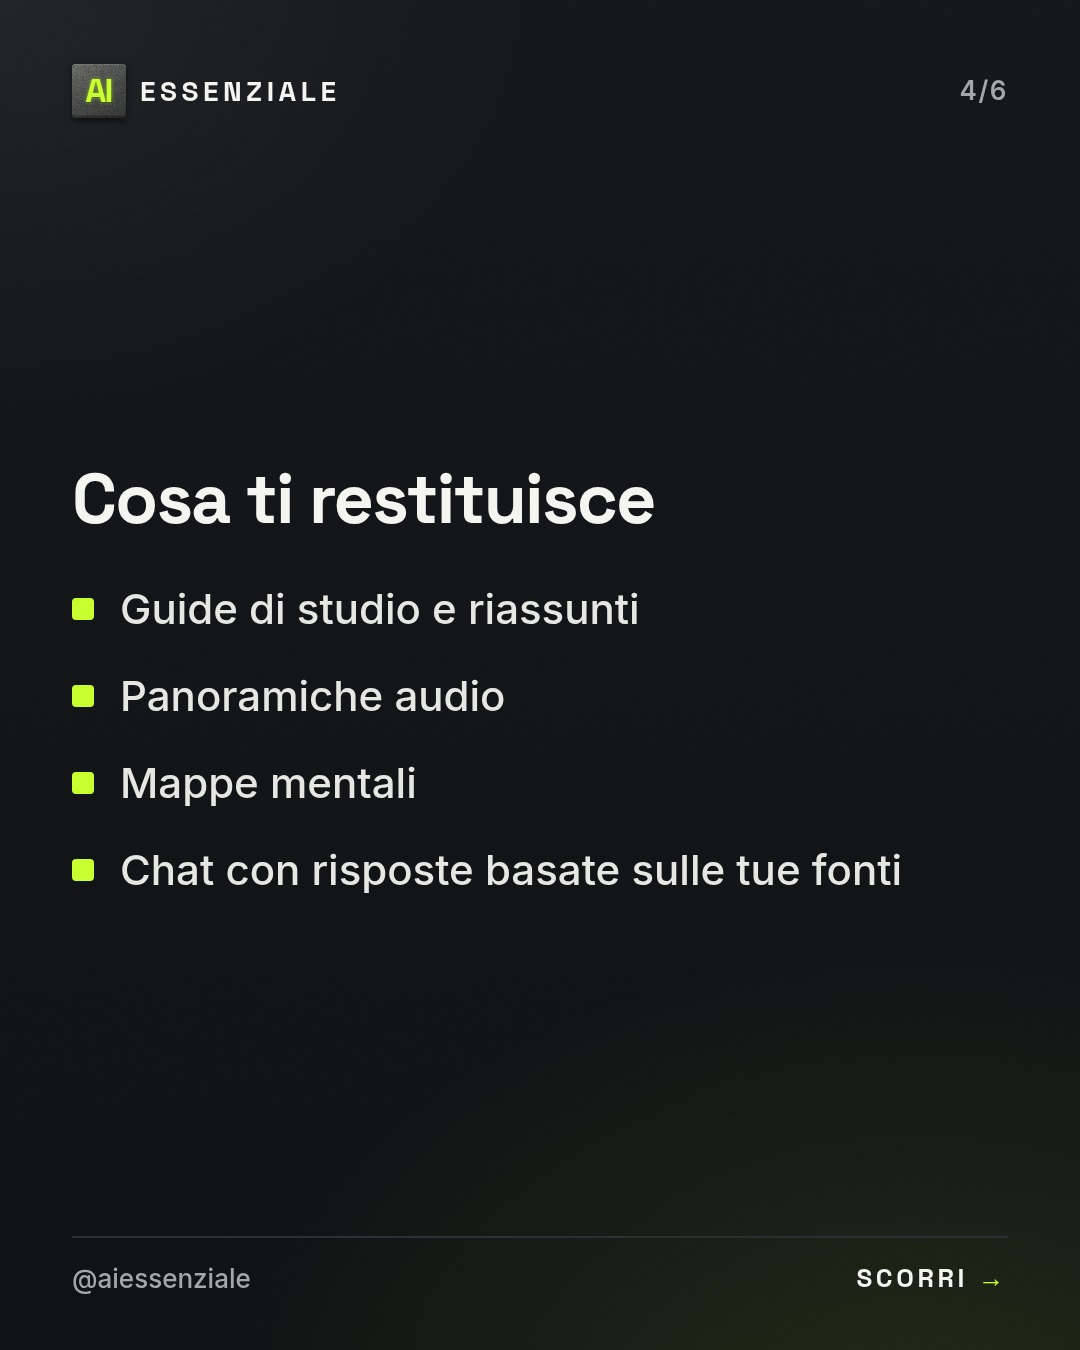 AI ESSENZIALE
4/6
Cosa ti restituisce
Guide di studio e riassunti
Panoramiche audio
Mappe mentali
Chat con risposte basate sulle tue fonti
@aiessenziale
SCORRI →